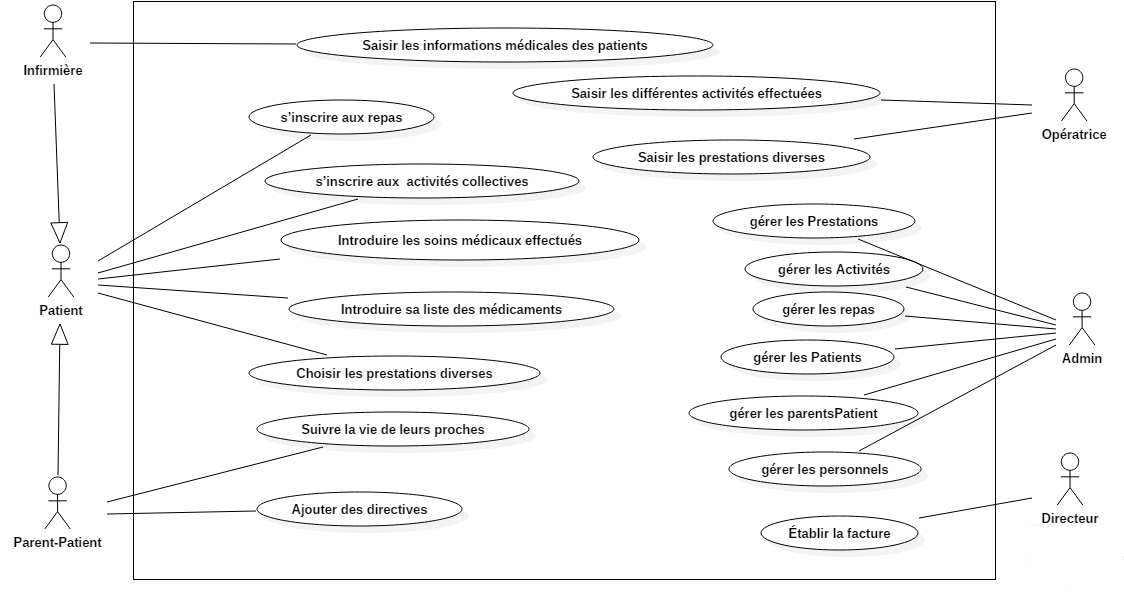 Saisir les informations médicales des patients
Infirmière
Saisir les différentes activités effectuées
s'inscrire aux repas
Opératrice
Saisir les prestations diverses
s'inscrire aux  activités collectives
gérer les Prestations
Introduire les soins médicaux effectués
gérer les Activités
Patient
Introduire sa liste des médicaments
gérer les repas
gérer les Patients
Admin
Choisir les prestations diverses
gérer les parentsPatient
Suivre la vie de leurs proches
gérer les personnels
Ajouter des directives
Directeur
Établir la facture
Parent-Patient